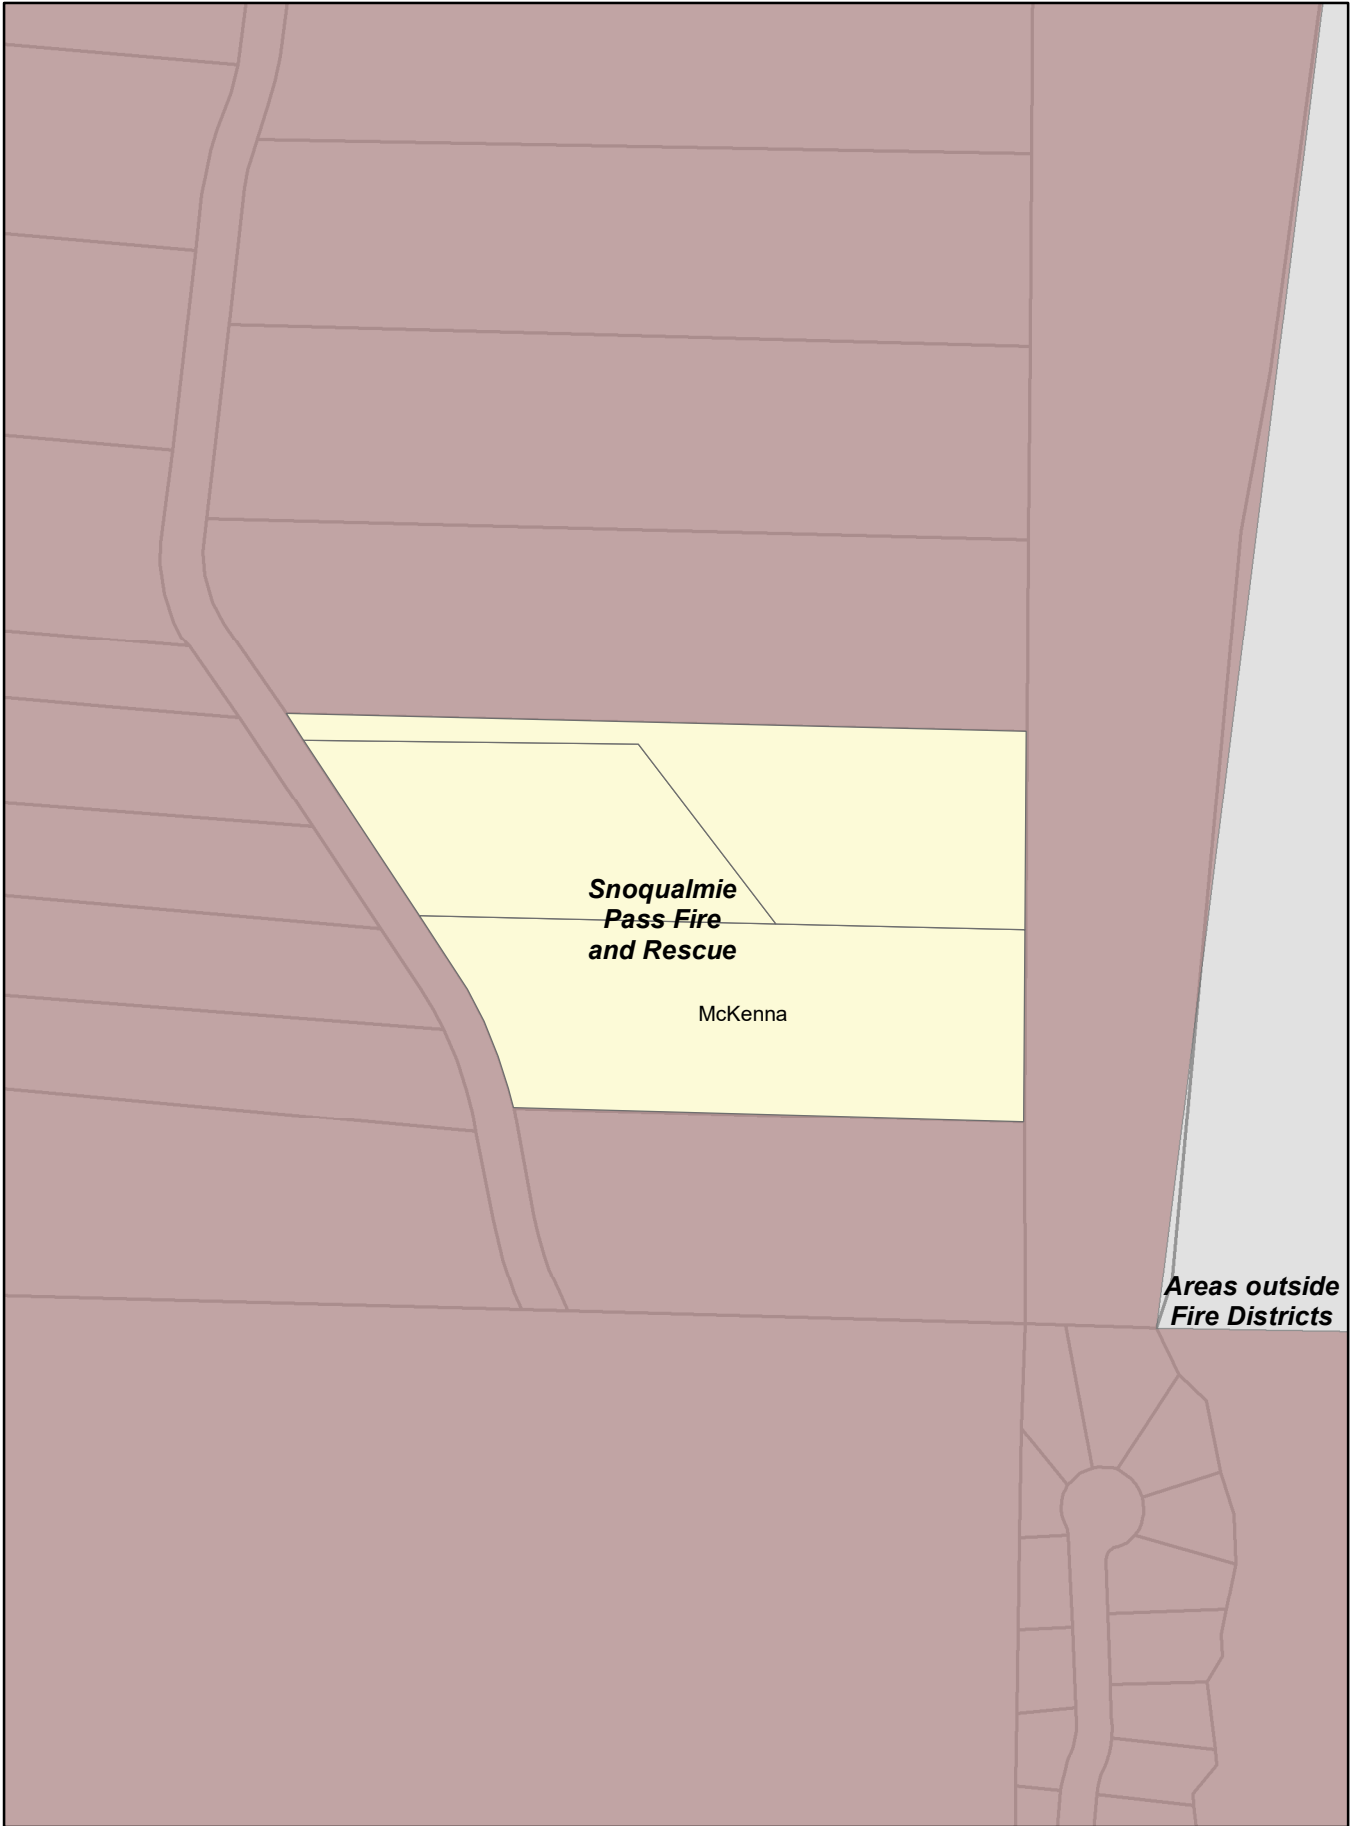 Snoqualmie
Pass Fire
and Rescue
McKenna
Areas outside
Fire Districts